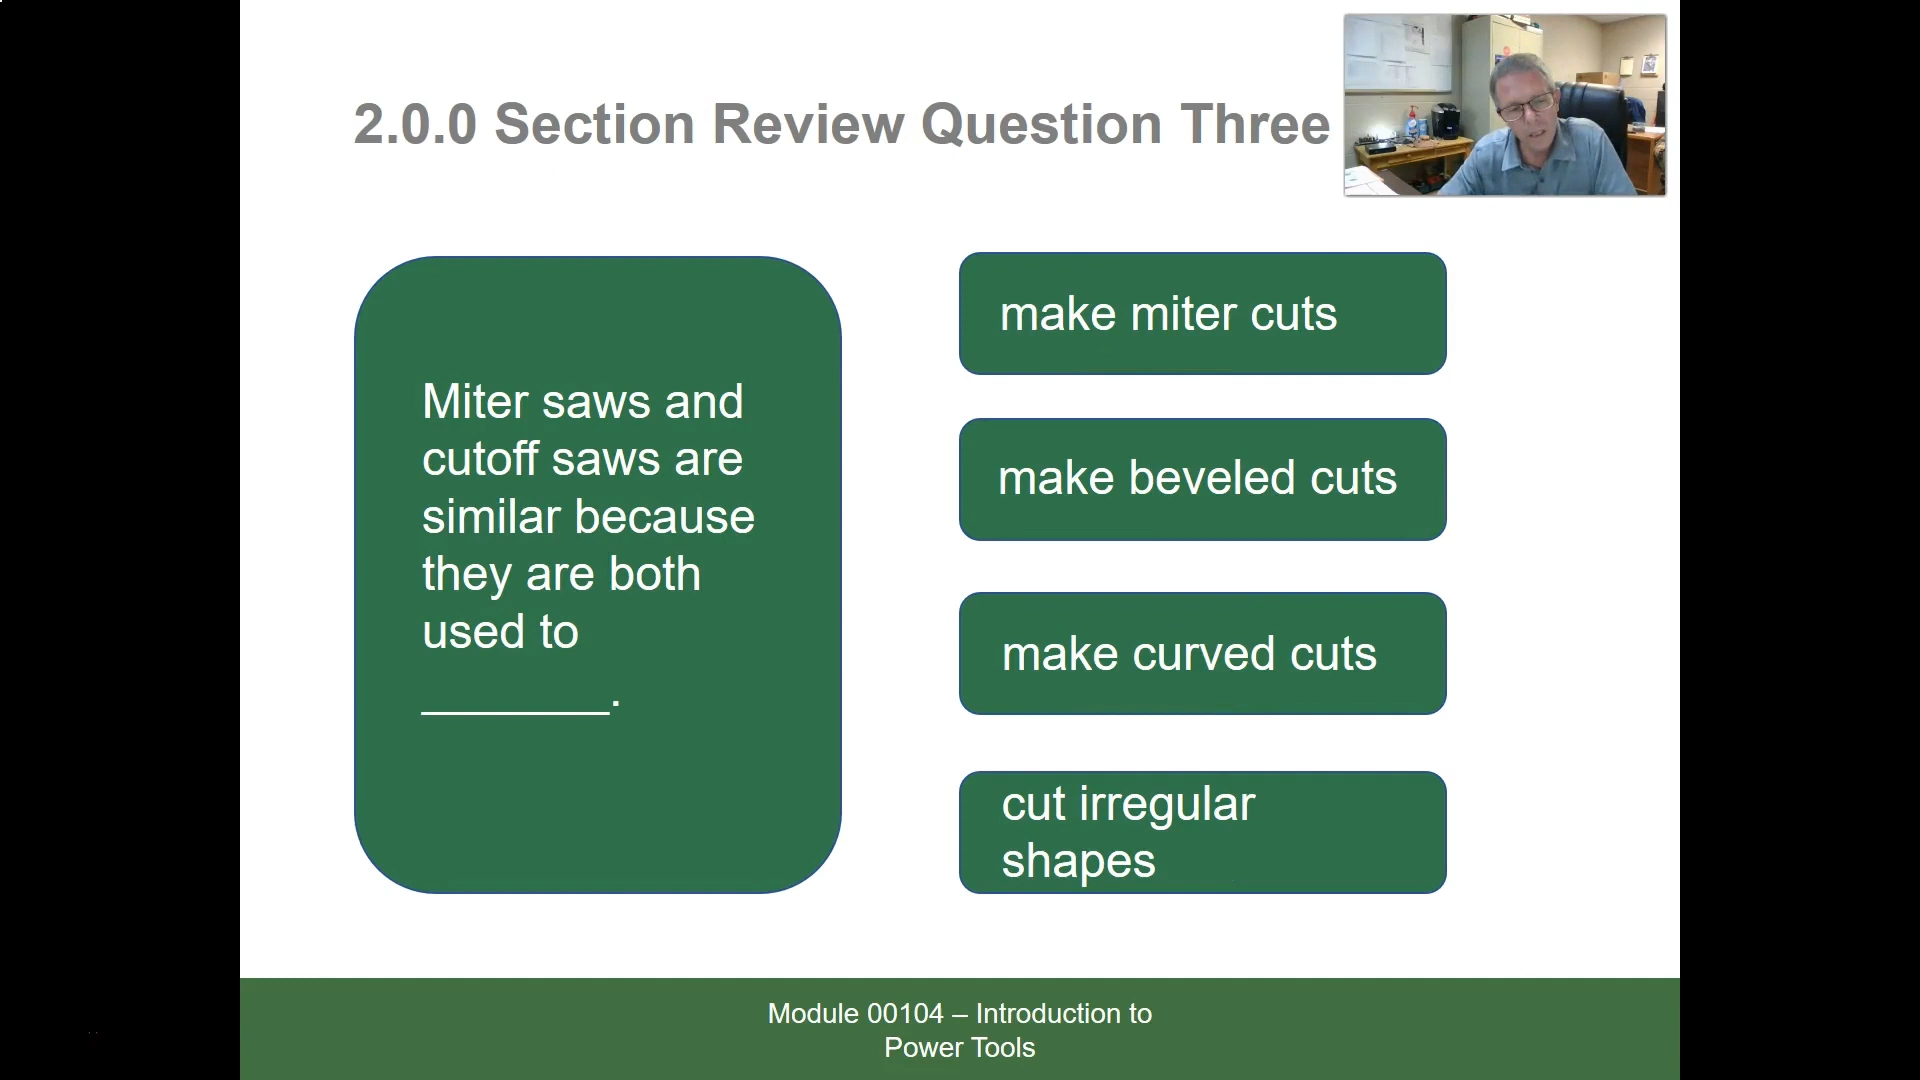 2.0.0 Section Review Question Three
Miter saws and
cutoff saws are
similar because
they are both
used to
_______.
make miter cuts
make beveled cuts
make curved cuts
cut irregular
shapes
Module 00104 – Introduction to
Power Tools